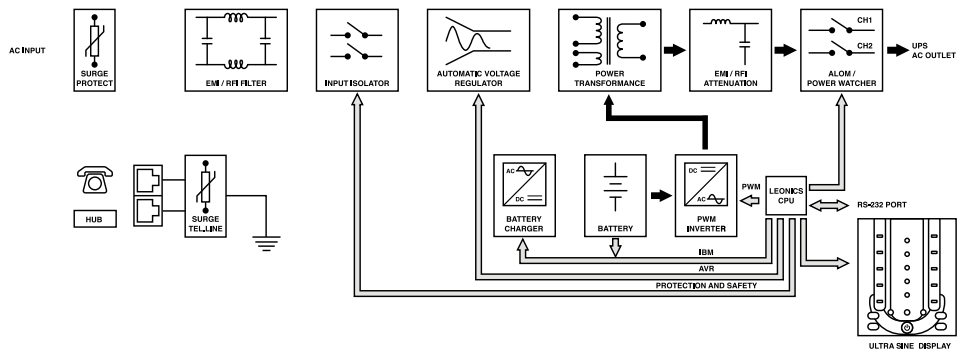 AC INPUT
SURGE
PROTECT
EMI / RFI FILTER
INPUT ISOLATOR
AUTOMATIC VOLTAGE
REGULATOR
POWER
TRANSFORMANCE
EMI / RFI
ATTENUATION
CH1
CH2
ALOM /
POWER WATCHER
UPS
AC OUTLET
HUB
SURGE
TEL,LINE
AC
DC
BATTERY
CHARGER
BATTERY
DC
AC
PWM
INVERTER
PWM
LEONICS
CPU
RS-232 PORT
IBM
AVR
PROTECTION AND SAFETY
ULTRA SINE DISPLAY